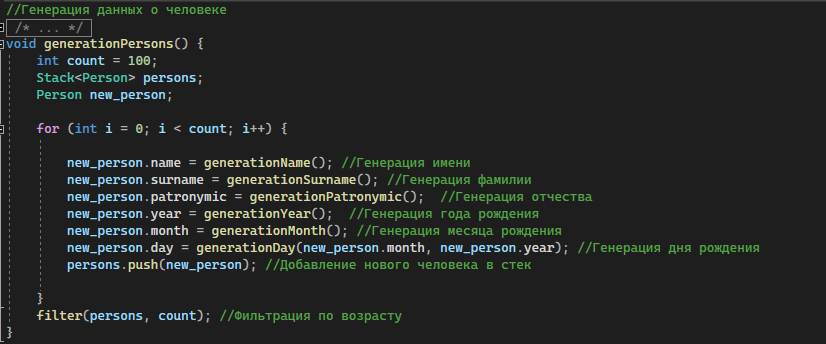 //Генерация данных о человеке
/* ... */
void generationPersons() {
    int count = 100;
    Stack<Person> persons;
    Person new_person;
    for (int i = 0; i < count; i++) {
        new_person.name = generationName(); //Генерация имени
        new_person.surname = generationSurname(); //Генерация фамилии
        new_person.patronymic = generationPatronymic();  //Генерация отчества
        new_person.year = generationYear();  //Генерация года рождения
        new_person.month = generationMonth(); //Генерация месяца рождения
        new_person.day = generationDay(new_person.month, new_person.year); //Генерация дня рождения
        persons.push(new_person); //Добавление нового человека в стек
    }
    filter(persons, count); //Фильтрация по возрасту
}